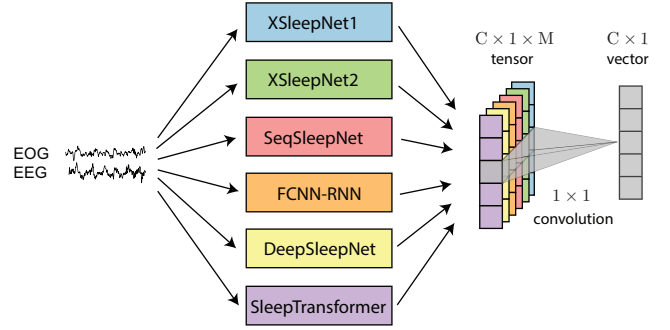 XSleepNet1
XSleepNet2
SeqSleepNet
FCNN-RNN
DeepSleepNet
SleepTransformer
EOG
EEG
C × 1 × M
tensor
C × 1
vector
1 × 1
convolution